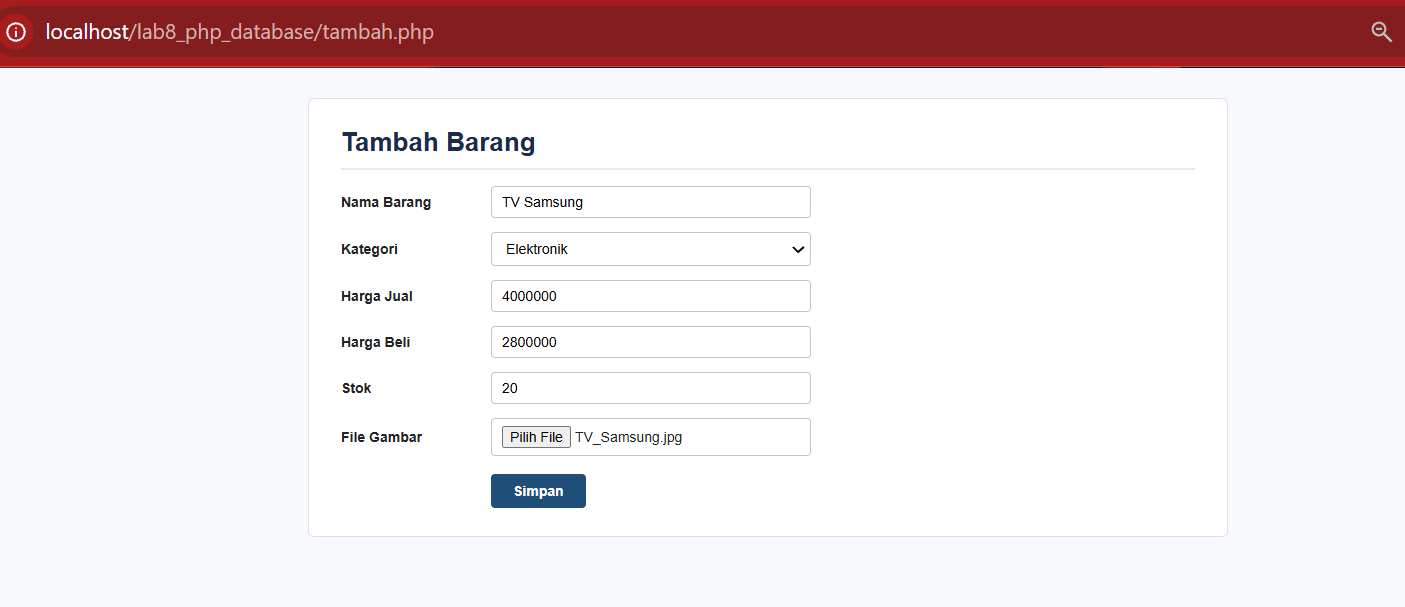 localhost/lab8_php_database/tambah.php
Tambah Barang
Nama Barang TV Samsung
Kategori Elektronik
Harga Jual 4000000
Harga Beli 2800000
Stok 20
File Gambar Pilih File TV_Samsung.jpg
Simpan